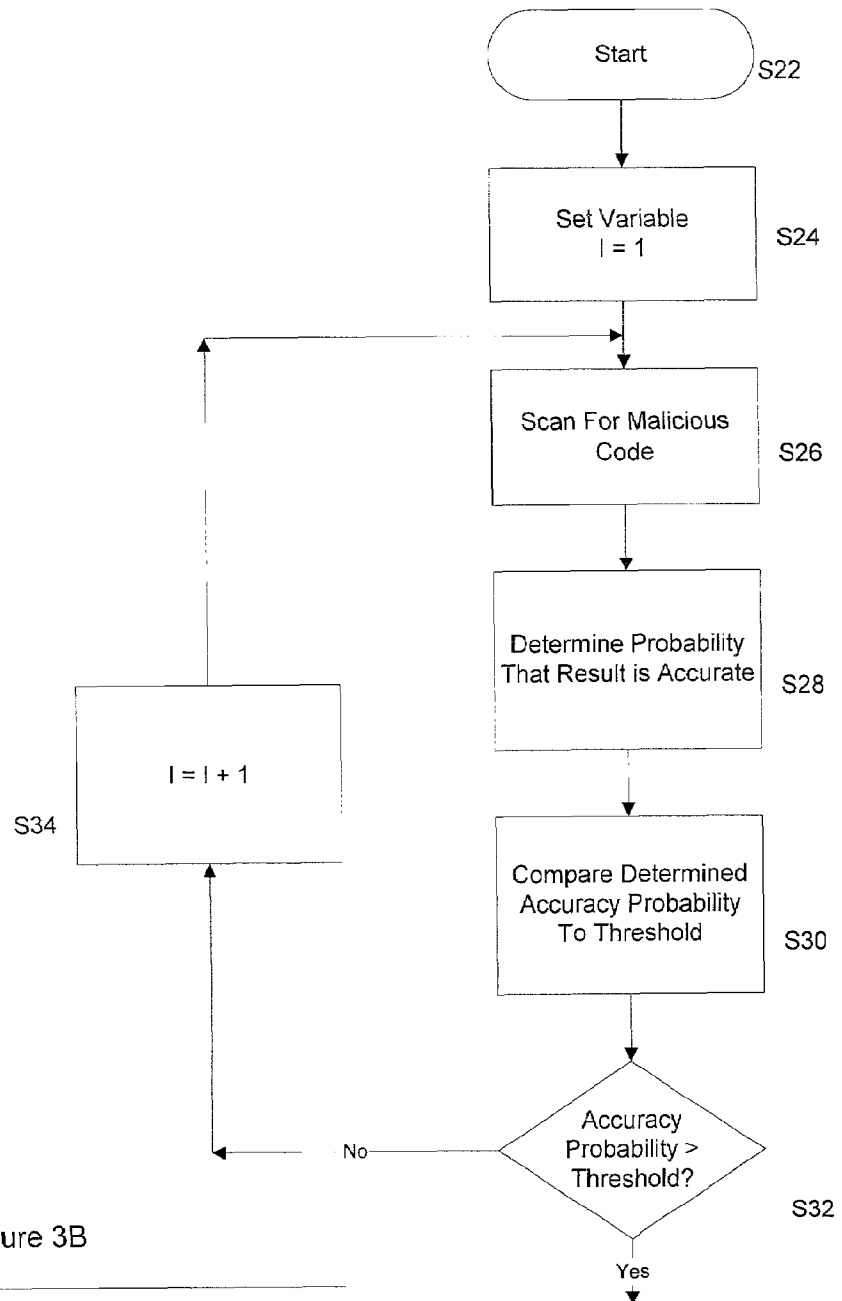 Start
S22
Set Variable
I = 1
S24
Scan For Malicious
Code
S26
Determine Probability
That Result is Accurate
S28
I = I + 1
S34
Compare Determined
Accuracy Probability
To Threshold
S30
Accuracy
Probability >
Threshold?
No
S32
ure 3B
Yes